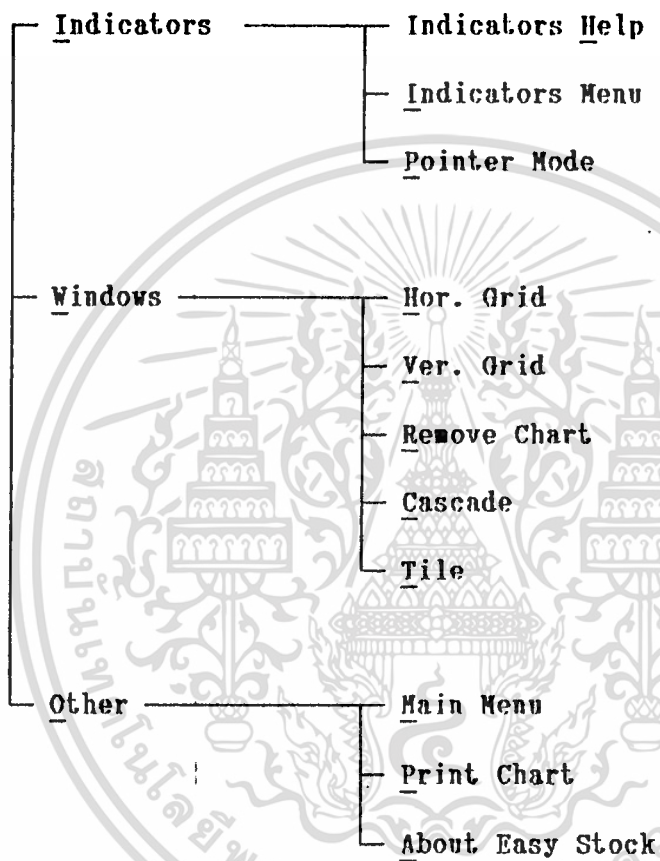 Indicators Indicators Help
Indicators Menu
Pointer Mode
Windows Hor. Grid
Ver. Grid
Remove Chart
Cascade
Tile
Other Main Menu
Print Chart
About Easy Stock